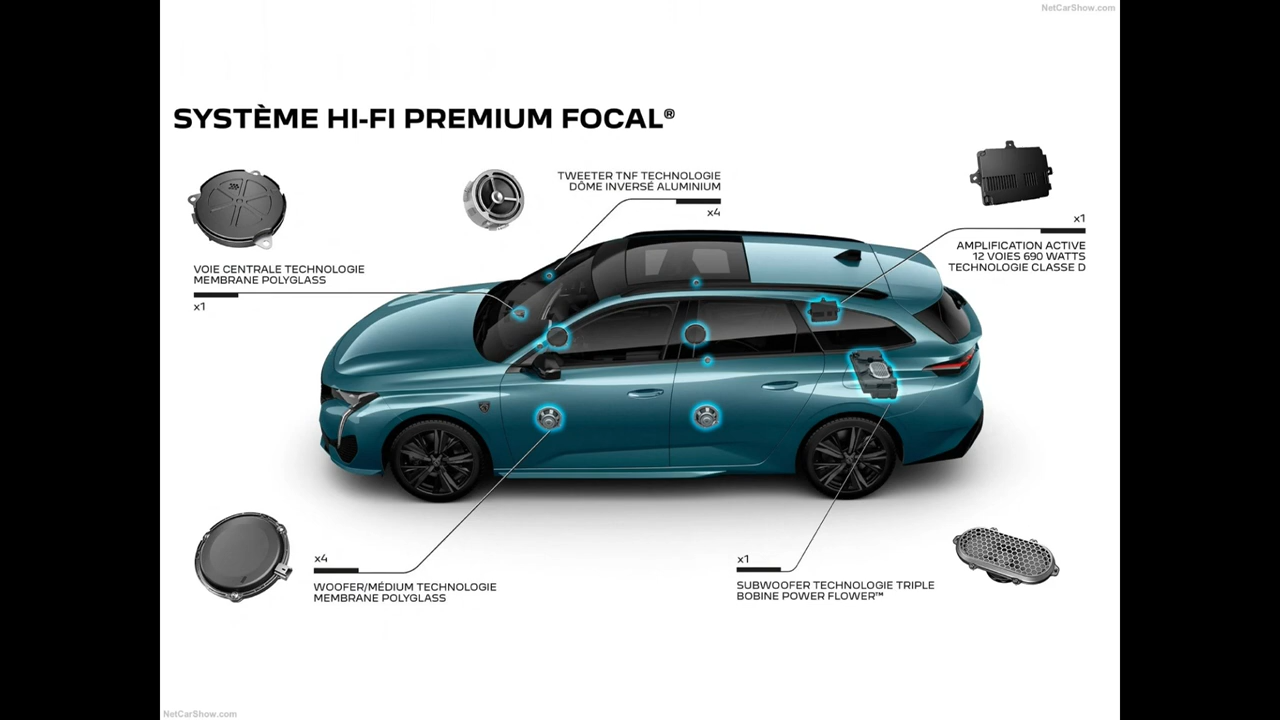 NetCarShow.com
SYSTÈME HI-FI PREMIUM FOCAL®
TWEETER TNF TECHNOLOGIE
DÔME INVERSÉ ALUMINIUM
x4
x1
AMPLIFICATION ACTIVE
12 VOIES 690 WATTS
TECHNOLOGIE CLASSE D
VOIE CENTRALE TECHNOLOGIE
MEMBRANE POLYGLASS
x1
x4
WOOFER/MÉDIUM TECHNOLOGIE
MEMBRANE POLYGLASS
x1
SUBWOOFER TECHNOLOGIE TRIPLE
BOBINE POWER FLOWER™
NetCarShow.com